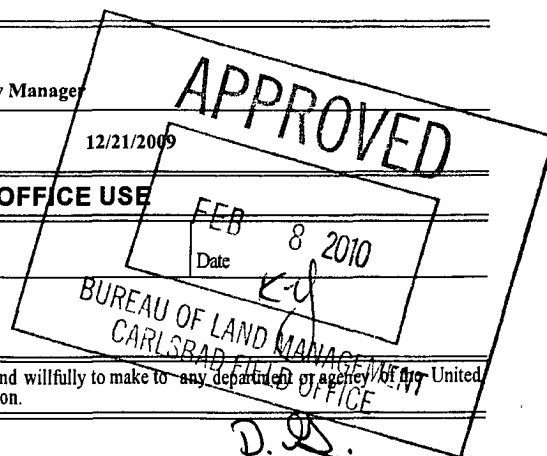 y Manager
12/21/2009
APPROVED
OFFICE USE
FEB 8 2010
Date
BUREAU OF LAND MANAGEMENT
CARLSBAD FIELD OFFICE
nd willfully to make to any department or agency of the United
on.